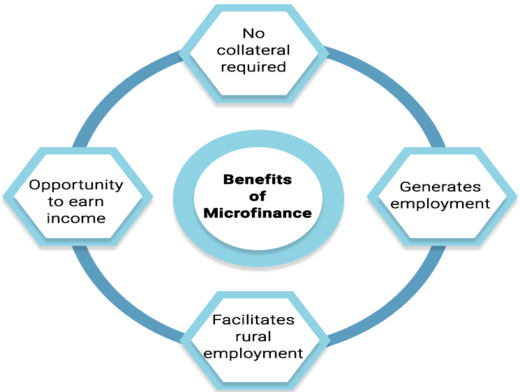 No
collateral
required
Opportunity
to earn
income
Benefits
of
Microfinance
Generates
employment
Facilitates
rural
employment